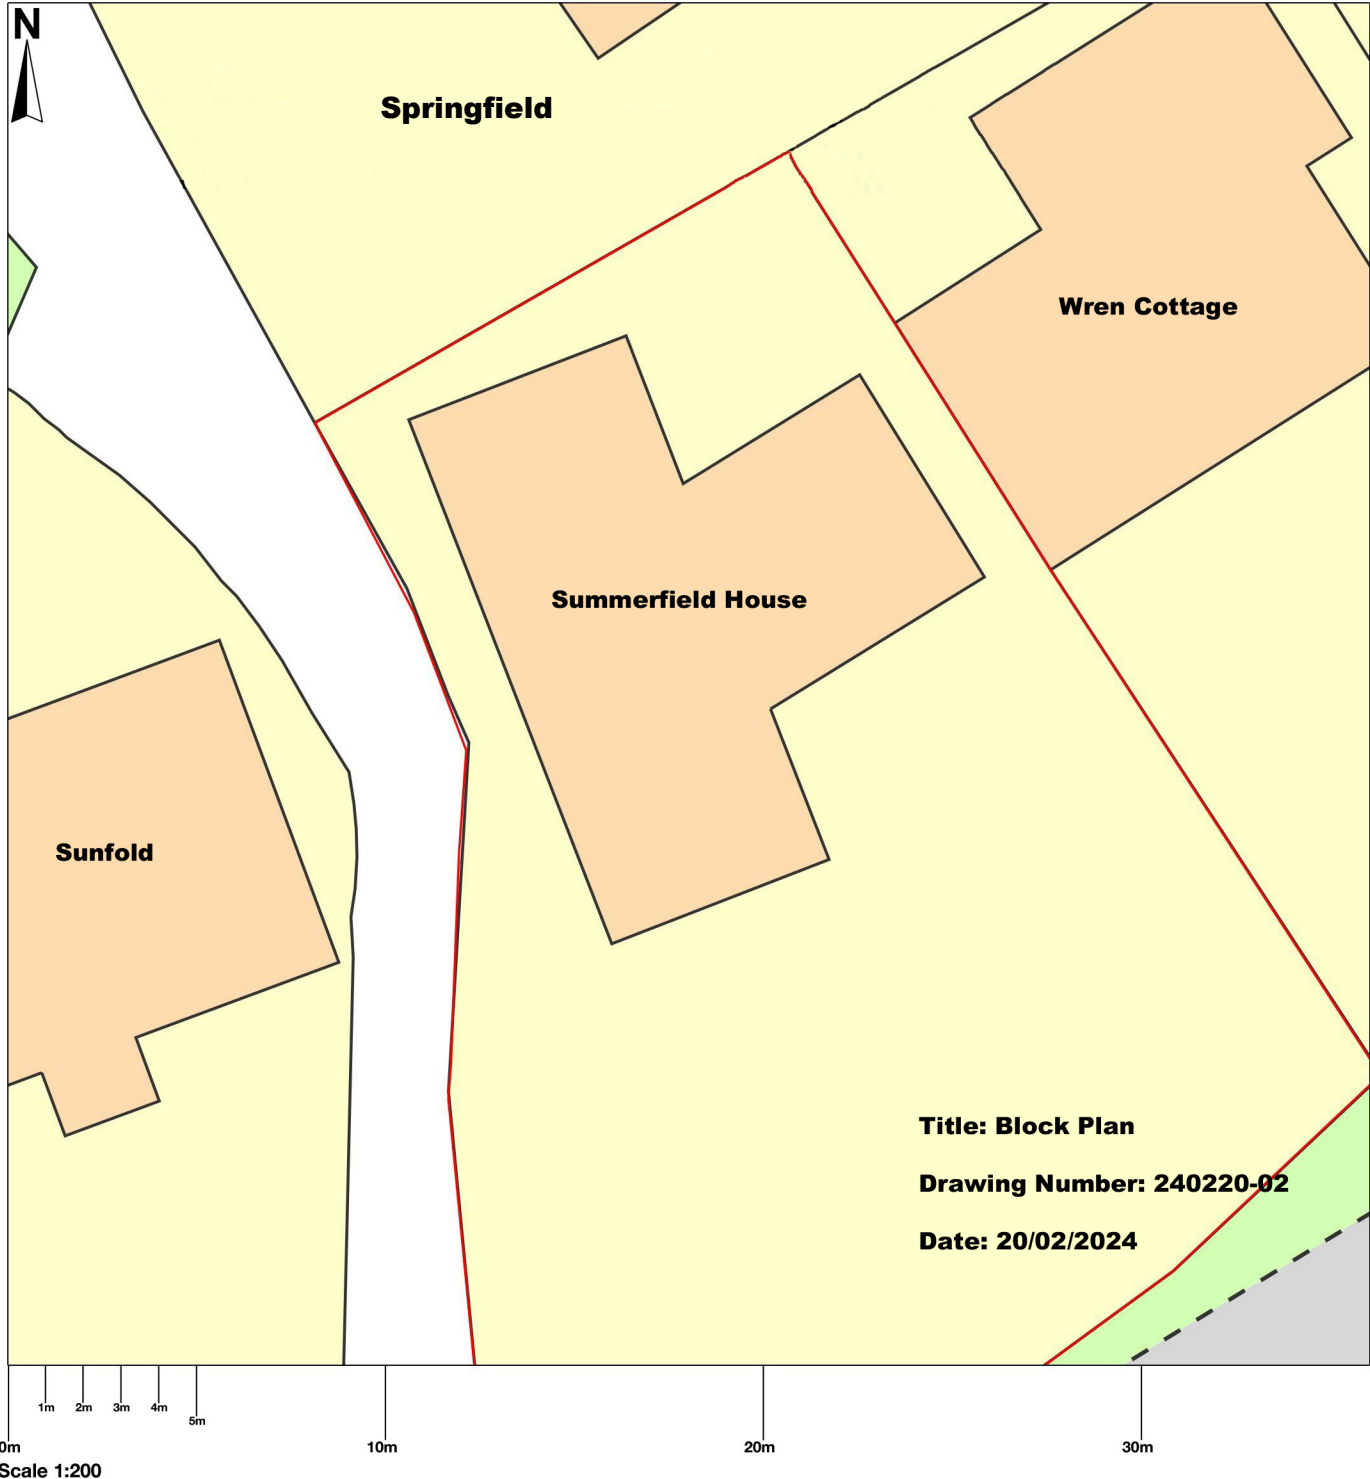 N
Springfield
Wren Cottage
Summerfield House
Sunfold
Title: Block Plan
Drawing Number: 240220-02
Date: 20/02/2024
1m 2m 3m 4m
5m
0m 10m 20m 30m
Scale 1:200